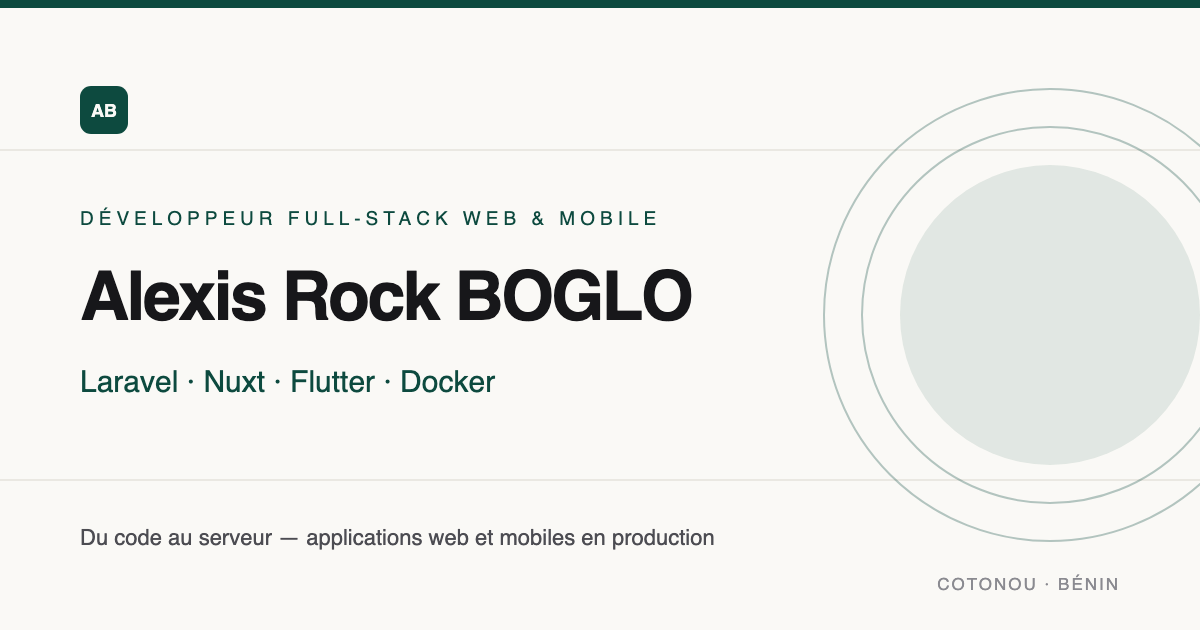 AB
DÉVELOPPEUR FULL-STACK WEB & MOBILE
Alexis Rock BOGLO
Laravel · Nuxt · Flutter · Docker
Du code au serveur — applications web et mobiles en production
COTONOU · BÉNIN